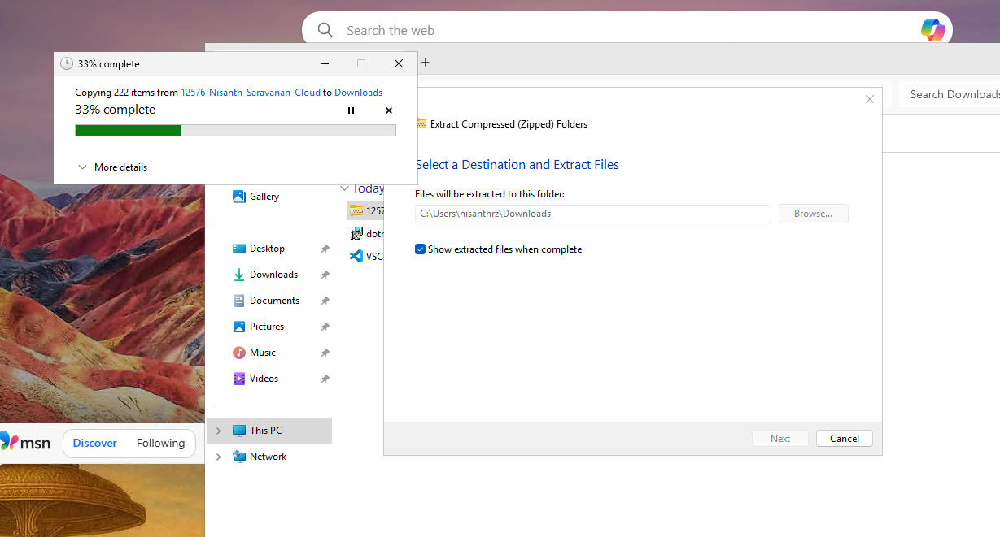 Search the web
33% complete
Copying 222 items from 12576_Nisanth_Saravanan_Cloud to Downloads
33% complete
More details
Search Downloads
Extract Compressed (Zipped) Folders
Select a Destination and Extract Files
Files will be extracted to this folder:
C:\Users\nisanthrz\Downloads
Browse...
Show extracted files when complete
Next
Cancel
Today
1257
dotn
VSC
Gallery
Desktop
Downloads
Documents
Pictures
Music
Videos
This PC
Network
msn
Discover
Following